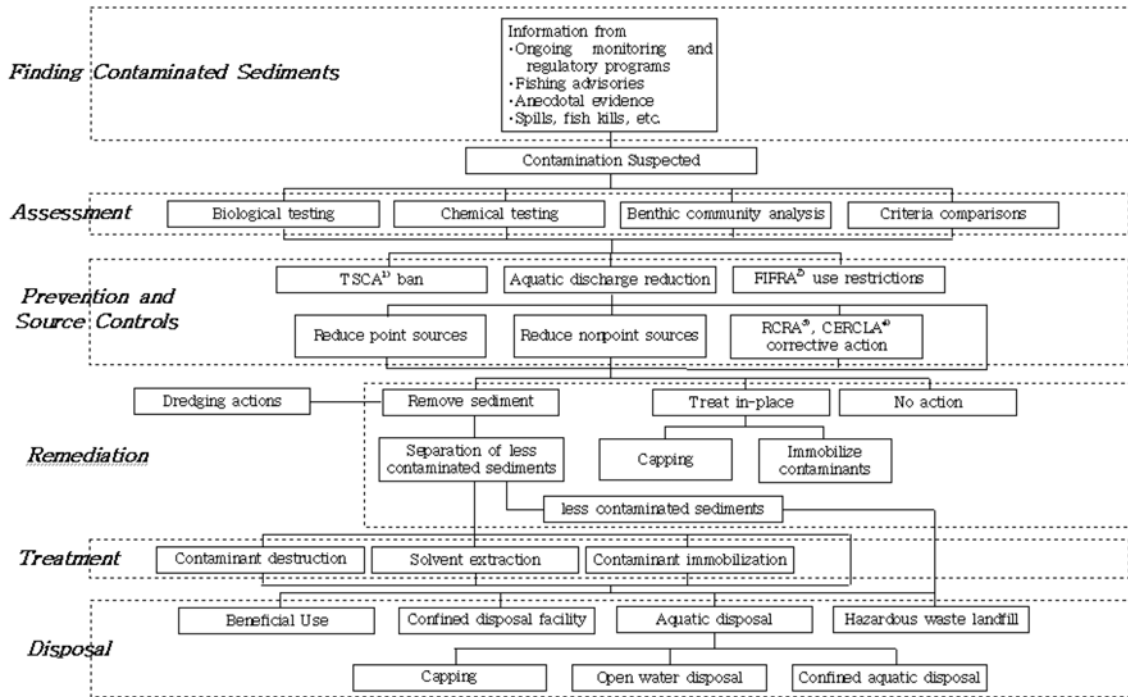 Finding Contaminated Sediments
Information from
·Ongoing monitoring and
regulatory programs
·Fishing advisories
·Anecdotal evidence
·Spills, fish kills, etc.
Contamination Suspected
Assessment
Biological testing
Chemical testing
Benthic community analysis
Criteria comparisons
Prevention and
Source Controls
TSCA1) ban
Aquatic discharge reduction
FIFRA2) use restrictions
Reduce point sources
Reduce nonpoint sources
RCRA3), CERCLA4)
corrective action
Remediation
Dredging actions
Remove sediment
Treat in-place
No action
Separation of less
contaminated sediments
Capping
Immobilize
contaminants
less contaminated sediments
Treatment
Contaminant destruction
Solvent extraction
Contaminant immobilization
Disposal
Beneficial Use
Confined disposal facility
Aquatic disposal
Hazardous waste landfill
Capping
Open water disposal
Confined aquatic disposal